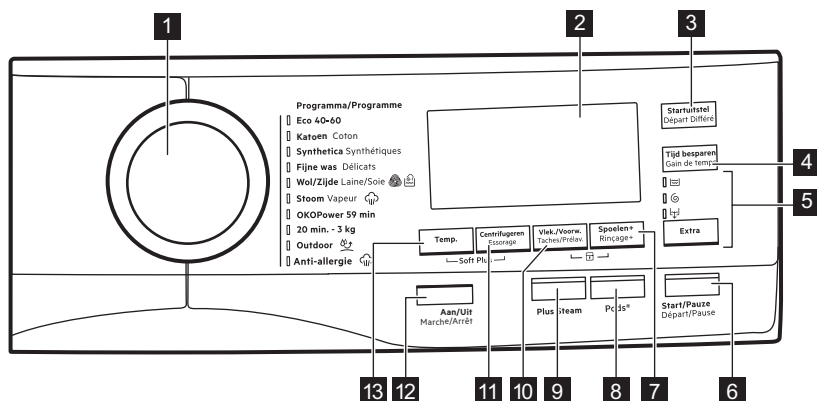 1
2
3
Programma/Programme
Eco 40-60
Katoen Coton
Synthetica Synthétiques
Fijne was Délicats
Wol/Zijde Laine/Soie
Stoom Vapeur
OKOPower 59 min
20 min. - 3 kg
Outdoor
Anti-allergie
Startuitstel
Départ Différé
Tijd besparen
Gain de temps
4
5
Extra
Temp.
Centrifugeren
Essorage
Vlek./Voorw.
Taches/Prélav.
Spoelen+
Rinçage+
Soft Plus
Aan/Uit
Marche/Arrêt
Plus Steam
Pods®
Start/Pauze
Départ/Pause
13
12
11
10
9
8
7
6